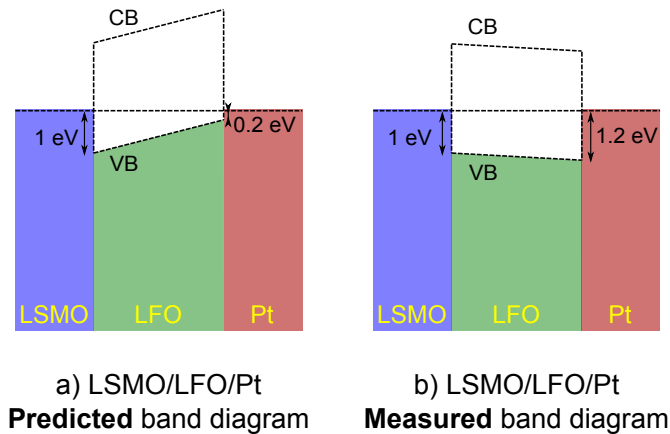 CB
1 eV
0.2 eV
VB
LSMO
LFO
Pt
a) LSMO/LFO/Pt
Predicted band diagram
CB
1 eV
1.2 eV
VB
LSMO
LFO
Pt
b) LSMO/LFO/Pt
Measured band diagram